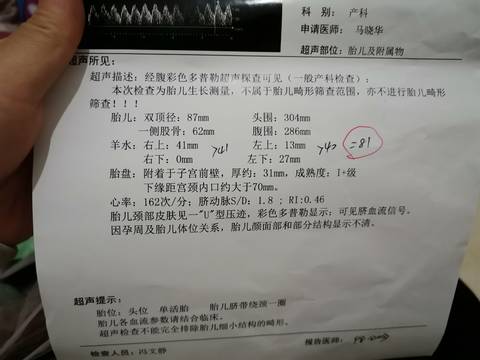 科 别：产科
申请医师：马晓华
超声部位：胎儿及附属物
超声所见：
超声描述：经腹彩色多普勒超声探查可见（一般产科检查）：
本次检查为胎儿生长测量，不属于胎儿畸形筛查范围，亦不进行胎儿畸形
筛查！！！
胎儿：双顶径：87mm 头围：304mm
一侧股骨：62mm 腹围：286mm
羊水：右上：41mm >41 左上：13mm >40 =81
右下：0mm 左下：27mm
胎盘：附着于子宫前壁，厚约：31mm，成熟度：I+级
下缘距宫颈内口约大于70mm。
心率：162次/分；脐动脉S/D：1.8 ；RI:0.46
胎儿颈部皮肤见一"U"型压迹，彩色多普勒显示：可见脐血流信号。
因孕周及胎儿体位关系，胎儿颜面部和部分结构显示不清。
超声提示：
胎位：头位 单活胎 胎儿脐带绕颈一圈
胎儿各血流参数请结合临床。
超声检查不能完全排除胎儿细小结构的畸形。
检查人员：冯文静 报告医师：